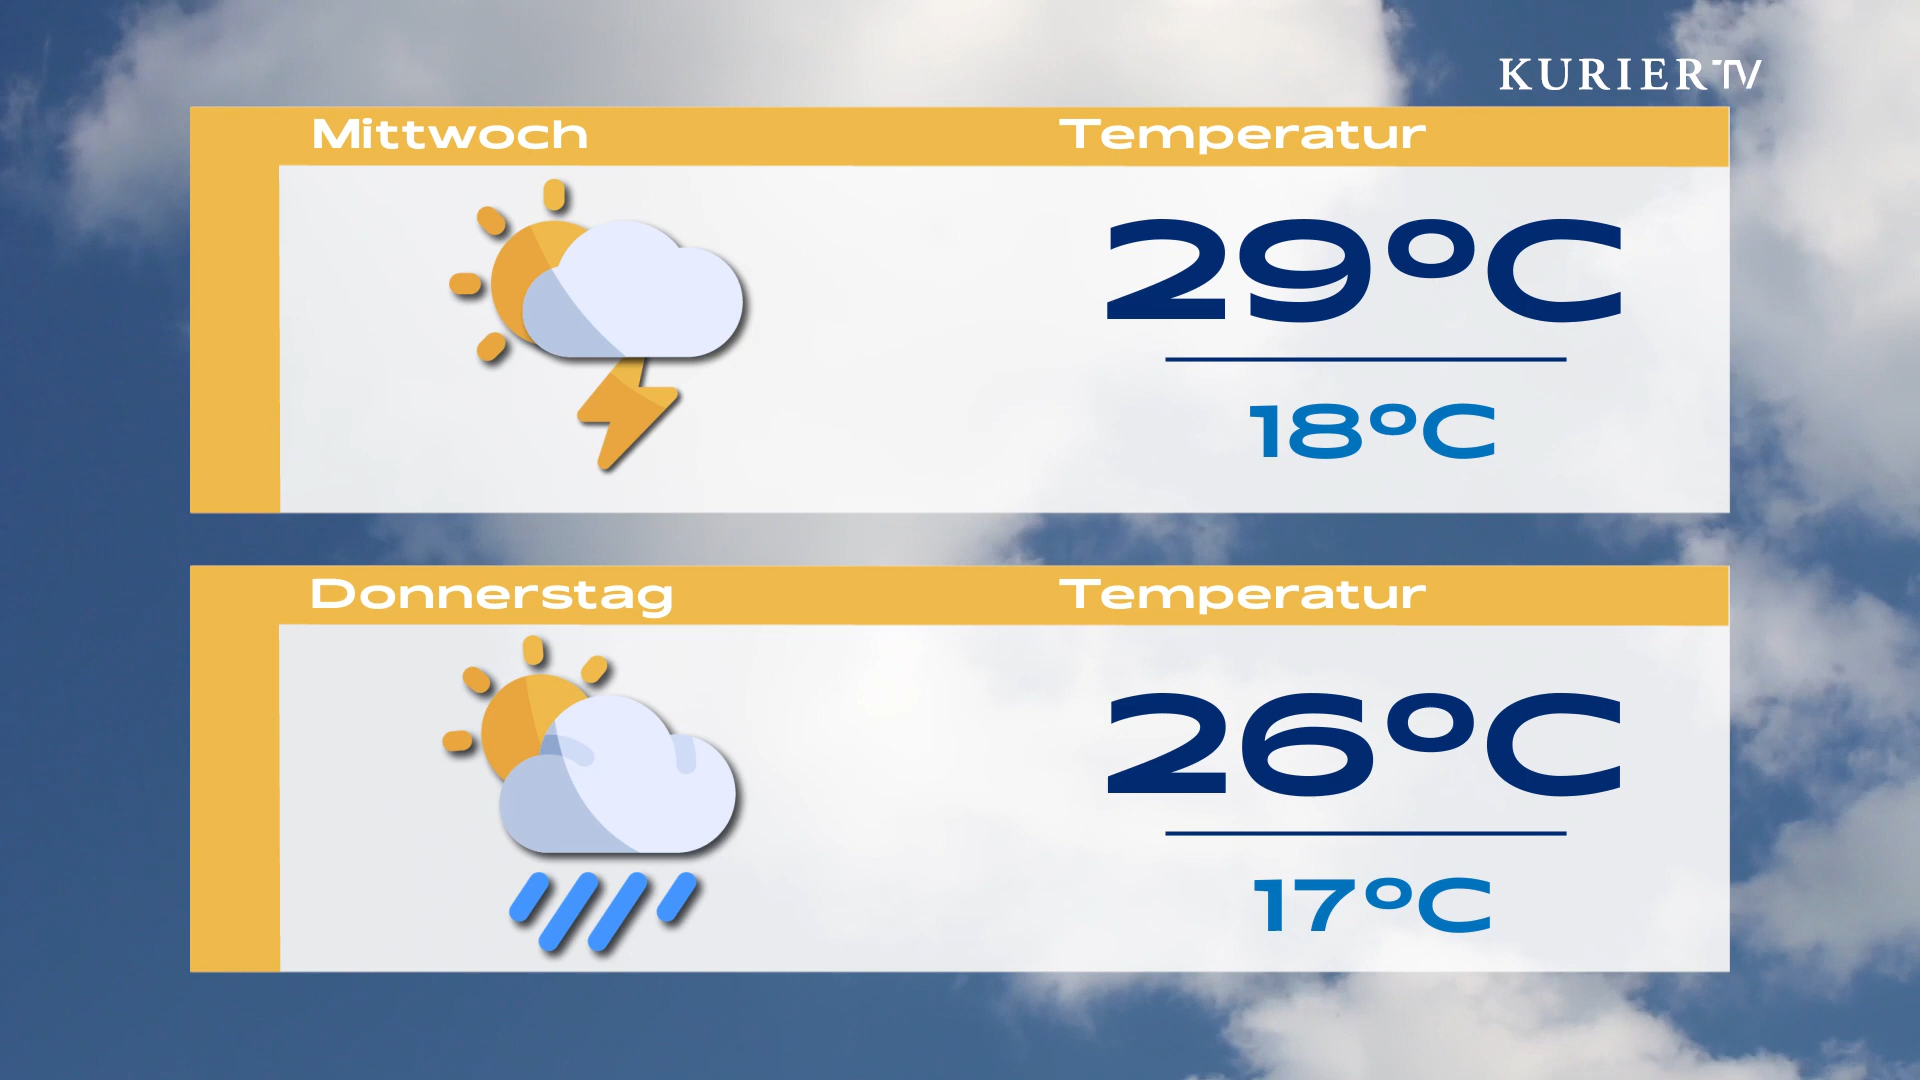 KURIER TV
Mittwoch Temperatur
29°C
18°C
Donnerstag Temperatur
26°C
17°C